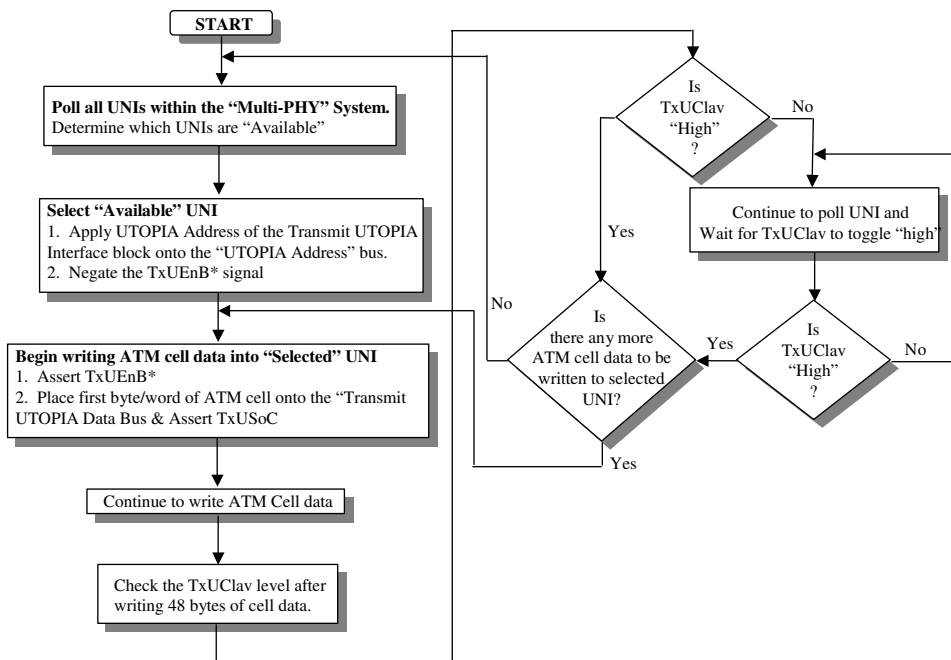 START
Poll all UNIs within the “Multi-PHY” System.
Determine which UNIs are “Available”
Select “Available” UNI
1. Apply UTOPIA Address of the Transmit UTOPIA
Interface block onto the “UTOPIA Address” bus.
2. Negate the TxUEnB* signal
Begin writing ATM cell data into “Selected” UNI
1. Assert TxUEnB*
2. Place first byte/word of ATM cell onto the “Transmit
UTOPIA Data Bus & Assert TxUSoC
Continue to write ATM Cell data
Check the TxUClav level after
writing 48 bytes of cell data.
Is
TxUClav
“High”
?
No
Yes
Continue to poll UNI and
Wait for TxUClav to toggle “high”
Is
TxUClav
“High”
?
No
Yes
Is
there any more
ATM cell data to be
written to selected
UNI?
No
Yes